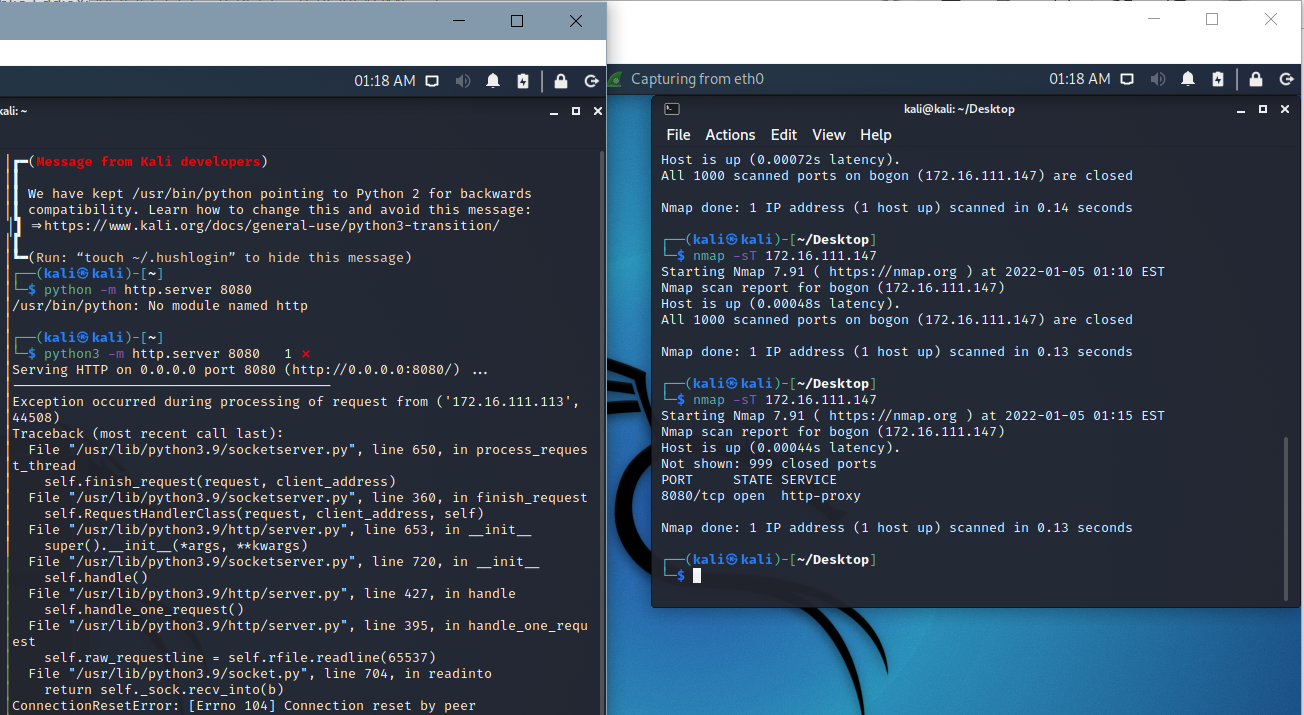 01:18 AM
kali: ~
(Message from Kali developers)
We have kept /usr/bin/python pointing to Python 2 for backwards
compatibility. Learn how to change this and avoid this message:
⇒https://www.kali.org/docs/general-use/python3-transition/
(Run: “touch ~/.hushlogin” to hide this message)
(kali㉿kali)-[~]
$ python -m http.server 8080
/usr/bin/python: No module named http
(kali㉿kali)-[~]
$ python3 -m http.server 8080   1 ⨯
Serving HTTP on 0.0.0.0 port 8080 (http://0.0.0.0:8080/) ...
----------------------------------------
Exception occurred during processing of request from ('172.16.111.113',
44508)
Traceback (most recent call last):
File "/usr/lib/python3.9/socketserver.py", line 650, in process_reques
t_thread
self.finish_request(request, client_address)
File "/usr/lib/python3.9/socketserver.py", line 360, in finish_request
self.RequestHandlerClass(request, client_address, self)
File "/usr/lib/python3.9/http/server.py", line 653, in __init__
super().__init__(*args, **kwargs)
File "/usr/lib/python3.9/socketserver.py", line 720, in __init__
self.handle()
File "/usr/lib/python3.9/http/server.py", line 427, in handle
self.handle_one_request()
File "/usr/lib/python3.9/http/server.py", line 395, in handle_one_requ
est
self.raw_requestline = self.rfile.readline(65537)
File "/usr/lib/python3.9/socket.py", line 704, in readinto
return self._sock.recv_into(b)
ConnectionResetError: [Errno 104] Connection reset by peer
Capturing from eth0
01:18 AM
kali@kali: ~/Desktop
File Actions Edit View Help
Host is up (0.00072s latency).
All 1000 scanned ports on bogon (172.16.111.147) are closed
Nmap done: 1 IP address (1 host up) scanned in 0.14 seconds
(kali㉿kali)-[~/Desktop]
$ nmap -sT 172.16.111.147
Starting Nmap 7.91 ( https://nmap.org ) at 2022-01-05 01:10 EST
Nmap scan report for bogon (172.16.111.147)
Host is up (0.00048s latency).
All 1000 scanned ports on bogon (172.16.111.147) are closed
Nmap done: 1 IP address (1 host up) scanned in 0.13 seconds
(kali㉿kali)-[~/Desktop]
$ nmap -sT 172.16.111.147
Starting Nmap 7.91 ( https://nmap.org ) at 2022-01-05 01:15 EST
Nmap scan report for bogon (172.16.111.147)
Host is up (0.00044s latency).
Not shown: 999 closed ports
PORT     STATE SERVICE
8080/tcp open  http-proxy
Nmap done: 1 IP address (1 host up) scanned in 0.13 seconds
(kali㉿kali)-[~/Desktop]
$